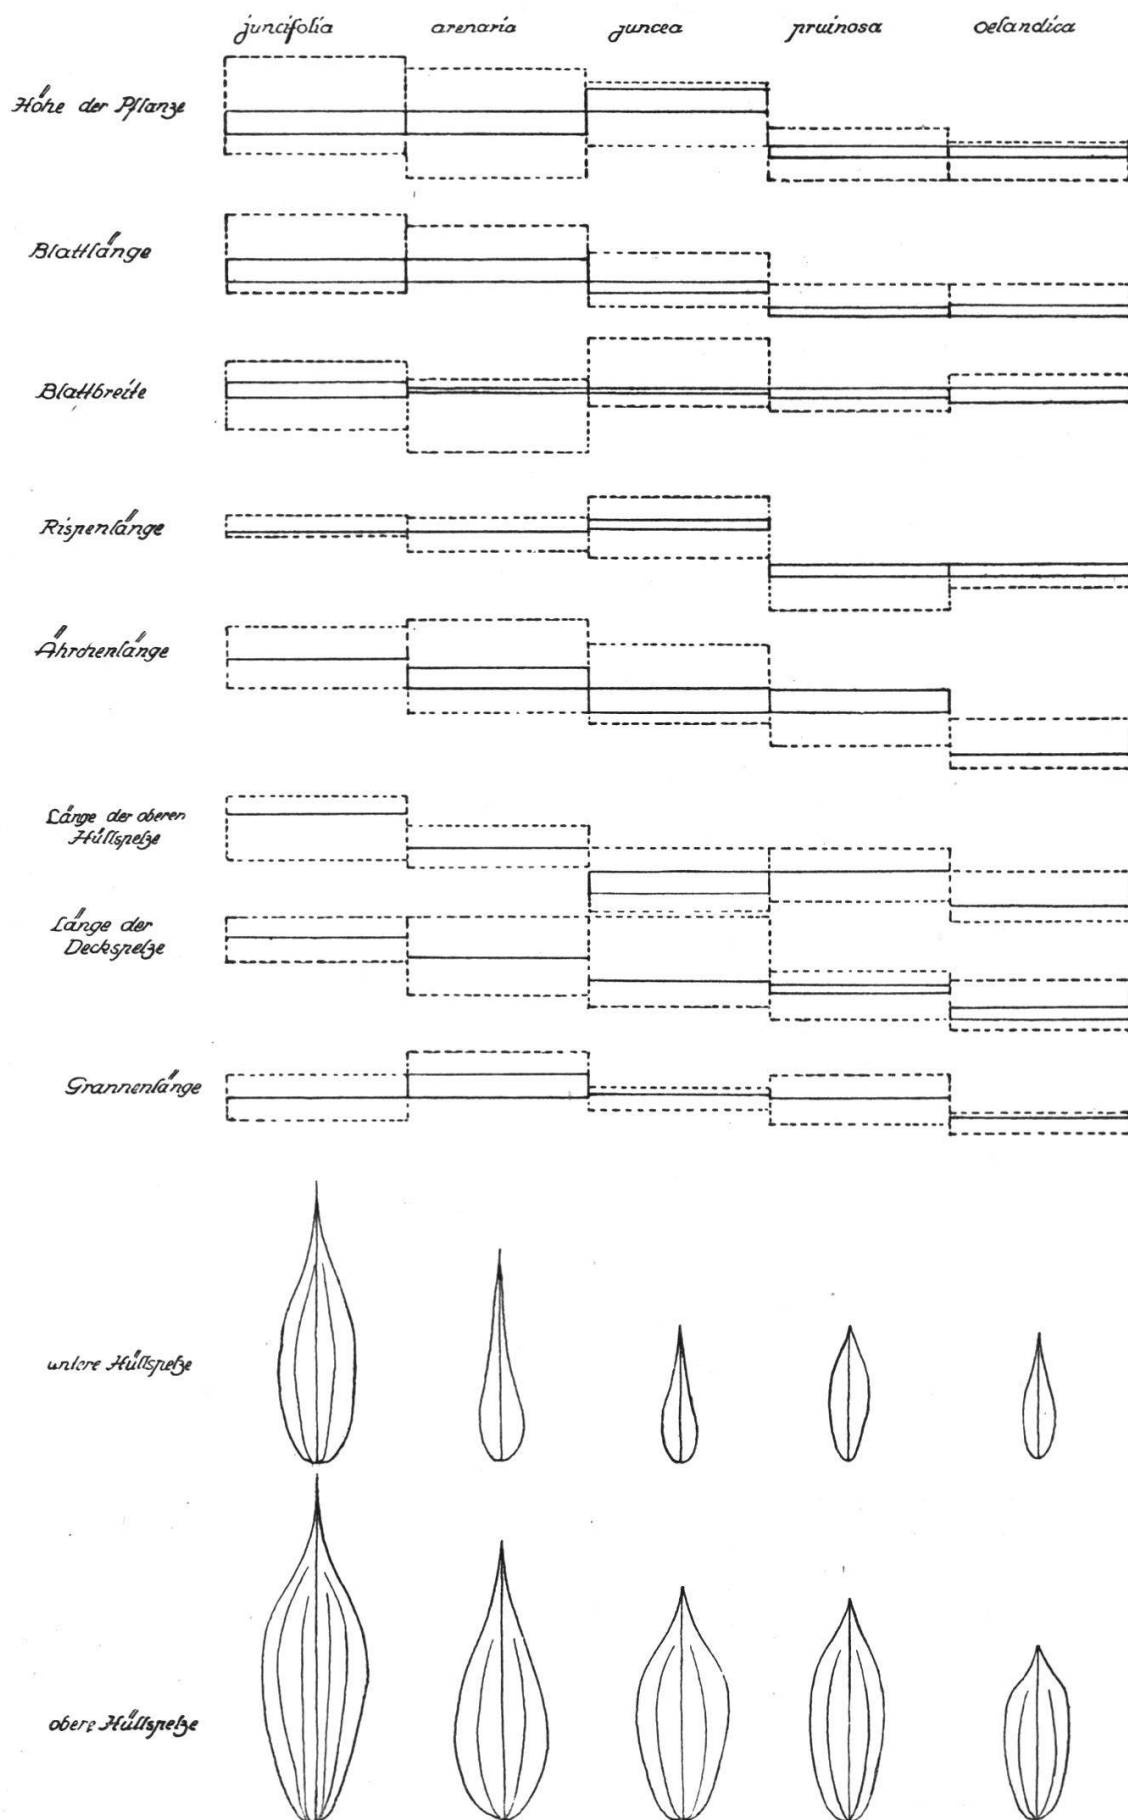 juncifolia arenaria juncea pruinosa oelandica
Höhe der Pflanze
Blattlänge
Blattbreite
Rispenlänge
Ährchenlänge
Länge der oberen
Hüllspelze
Länge der
Deckspelze
Grannenlänge
untere Hüllspelze
obere Hüllspelze